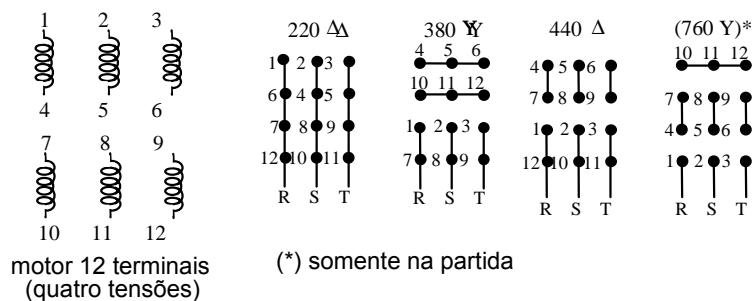 1 2 3
4 5 6
7 8 9
10 11 12
motor 12 terminais
(quatro tensões)
220 ΔΔ
1 2 3
6 4 5
7 8 9
12 10 11
R S T
380 YY
4 5 6
10 11 12
1 2 3
7 8 9
R S T
440 Δ
4 5 6
7 8 9
1 2 3
12 10 11
R S T
(760 Y)*
10 11 12
7 8 9
4 5 6
1 2 3
R S T
(*) somente na partida